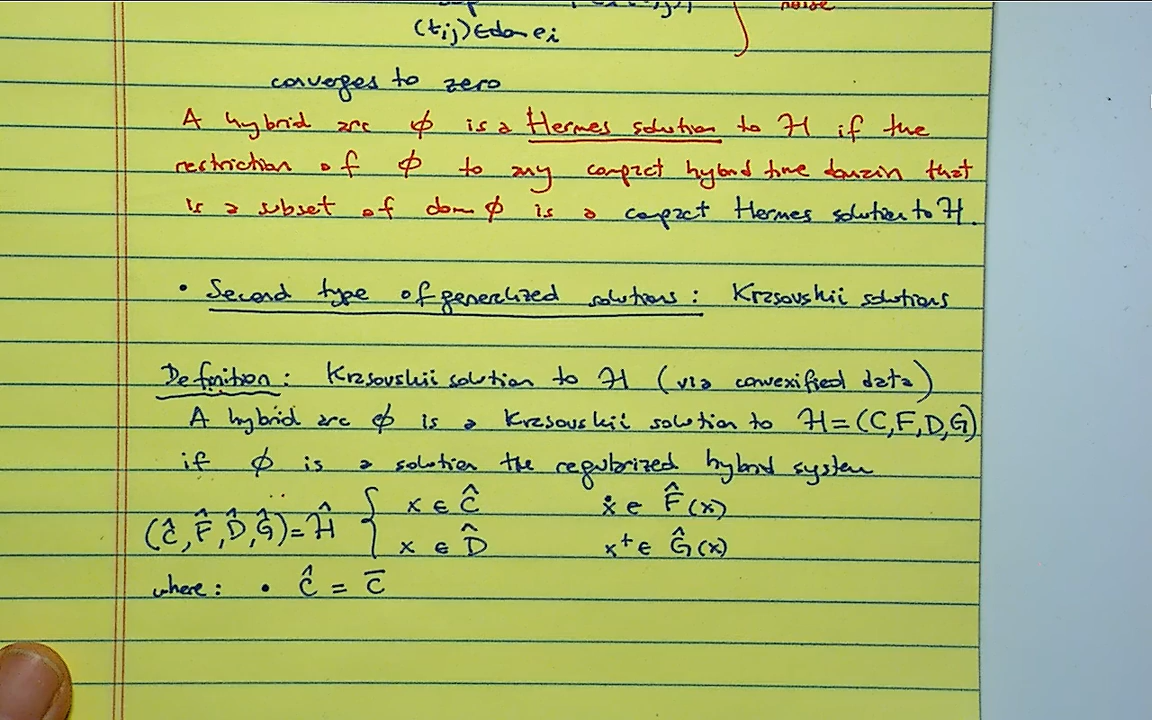 noise
(t,j)∈dom ei
converges to zero
A hybrid arc ϕ is a Hermes solution to H if the
restriction of ϕ to any compact hybrid time domain that
is a subset of dom ϕ is a compact Hermes solution to H.
• Second type of generalized solutions: Krasovskii solutions
Definition: Krasovskii solution to H (via convexified data)
A hybrid arc ϕ is a Krasovskii solution to H=(C,F,D,G)
if ϕ is a solution the regularized hybrid system
(Ĉ,F̂,D̂,Ĝ)=Ĥ { x ∈ Ĉ ẋ ∈ F̂(x)
x ∈ D̂ x⁺∈ Ĝ(x)
where: • Ĉ = C̅